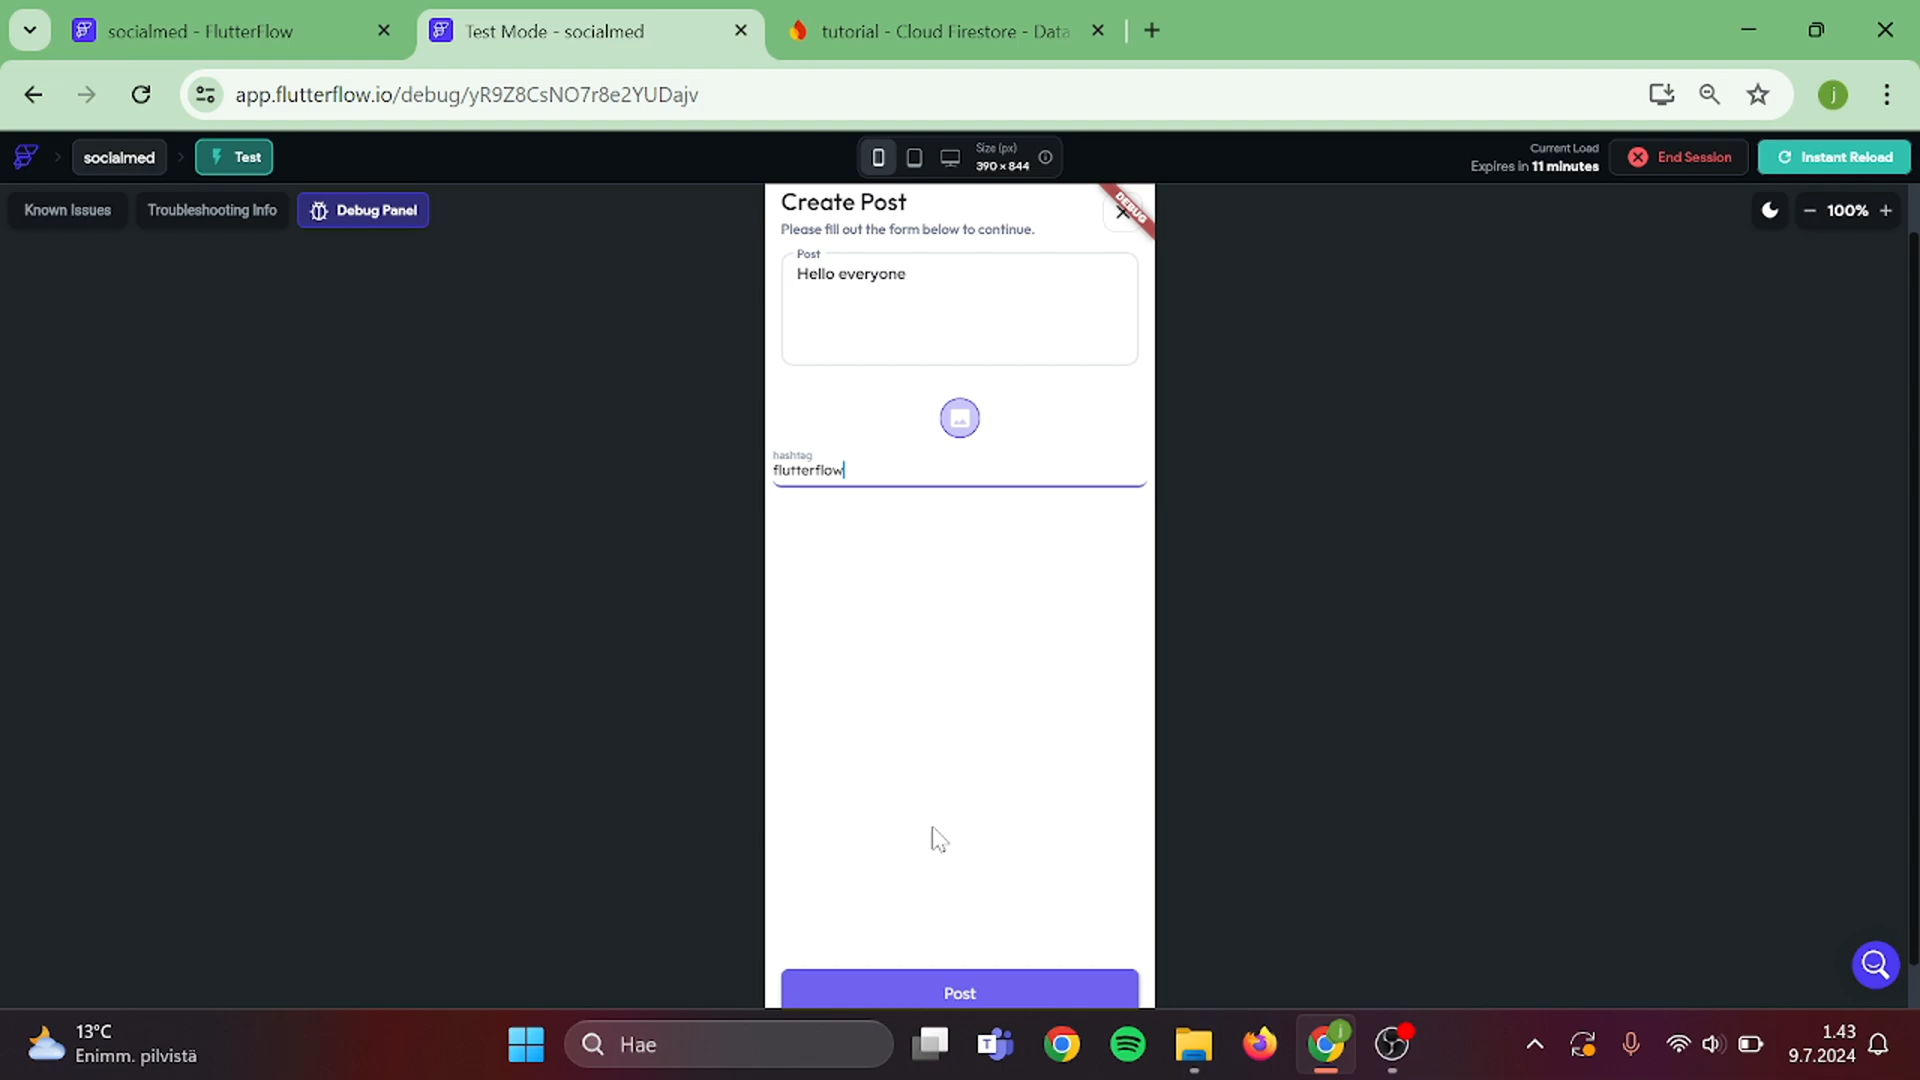 socialmed - FlutterFlow
Test Mode - socialmed
tutorial - Cloud Firestore - Data
app.flutterflow.io/debug/yR9Z8CsNO7r8e2YUDajv
j
socialmed
Test
Size (px)
390 × 844
Current Load
Expires in 11 minutes
End Session
Instant Reload
Known Issues
Troubleshooting Info
Debug Panel
100%
Create Post
DEBUG
Please fill out the form below to continue.
Post
Hello everyone
hashtag
flutterflow
Post
13°C
Enimm. pilvistä
Hae
1.43
9.7.2024